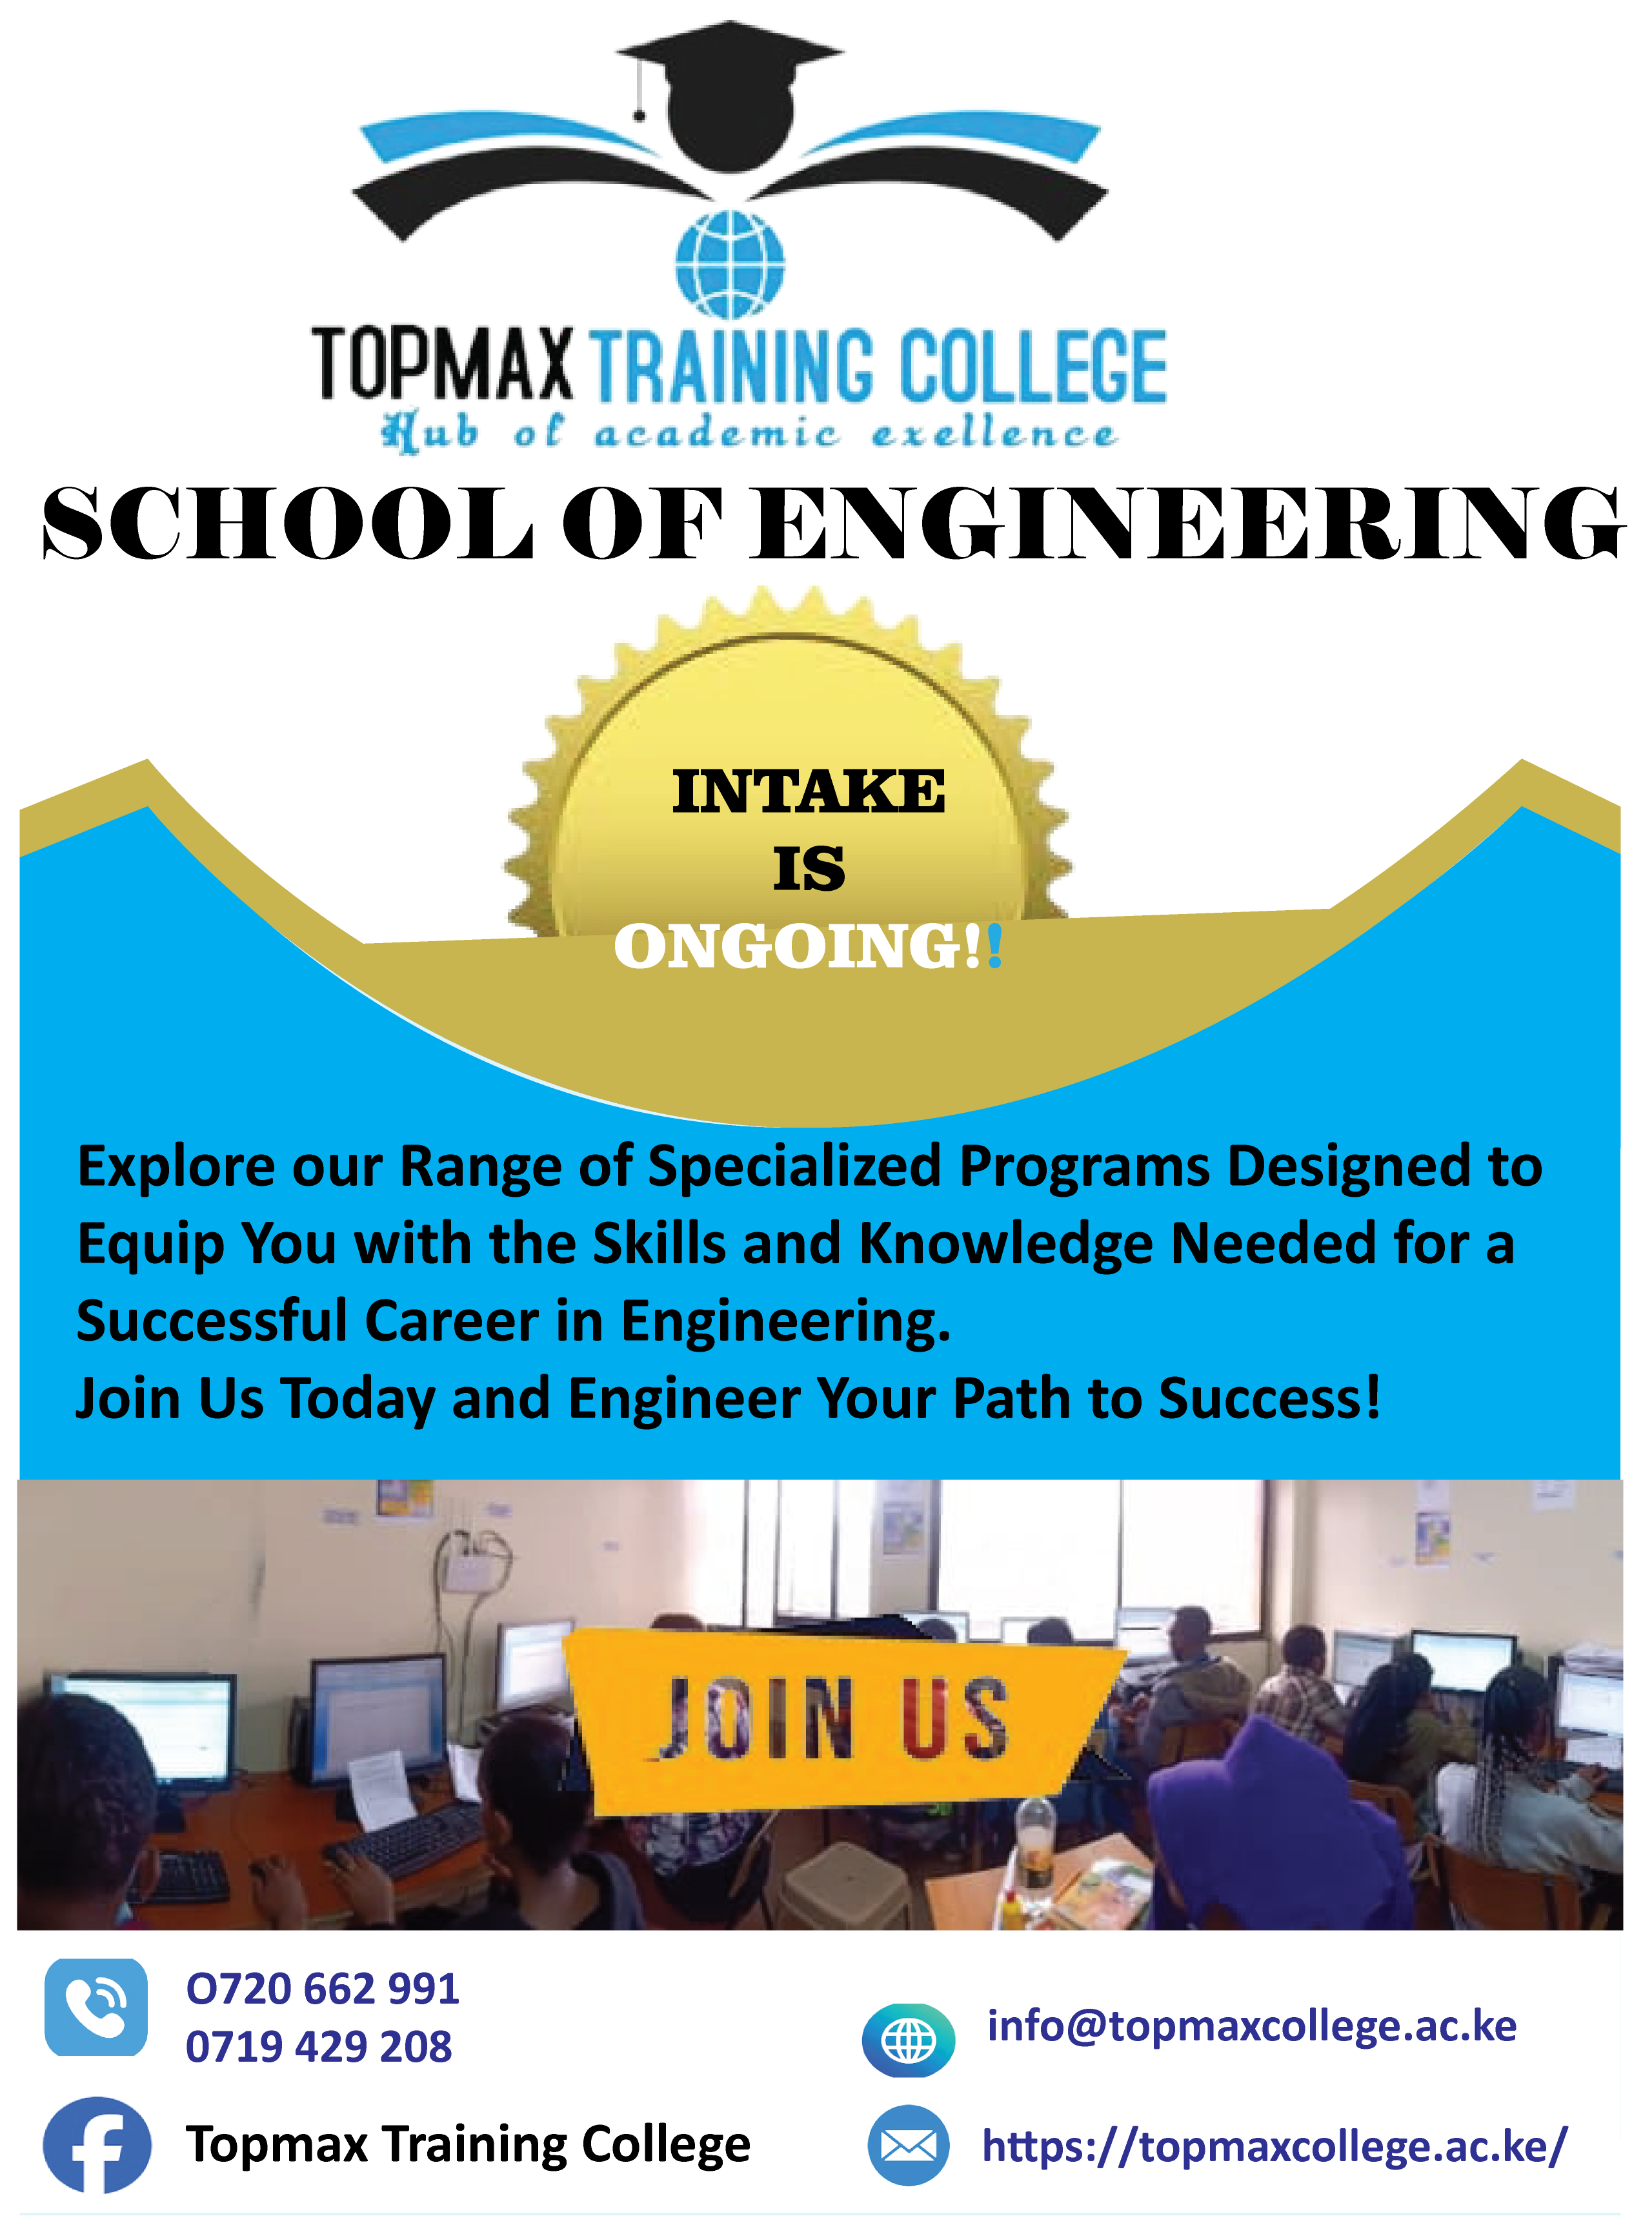 TOPMAX TRAINING COLLEGE
Hub of academic exellence
SCHOOL OF ENGINEERING
INTAKE
IS
ONGOING!!
Explore our Range of Specialized Programs Designed to
Equip You with the Skills and Knowledge Needed for a
Successful Career in Engineering.
Join Us Today and Engineer Your Path to Success!
JOIN US
O720 662 991
0719 429 208
info@topmaxcollege.ac.ke
Topmax Training College
https://topmaxcollege.ac.ke/